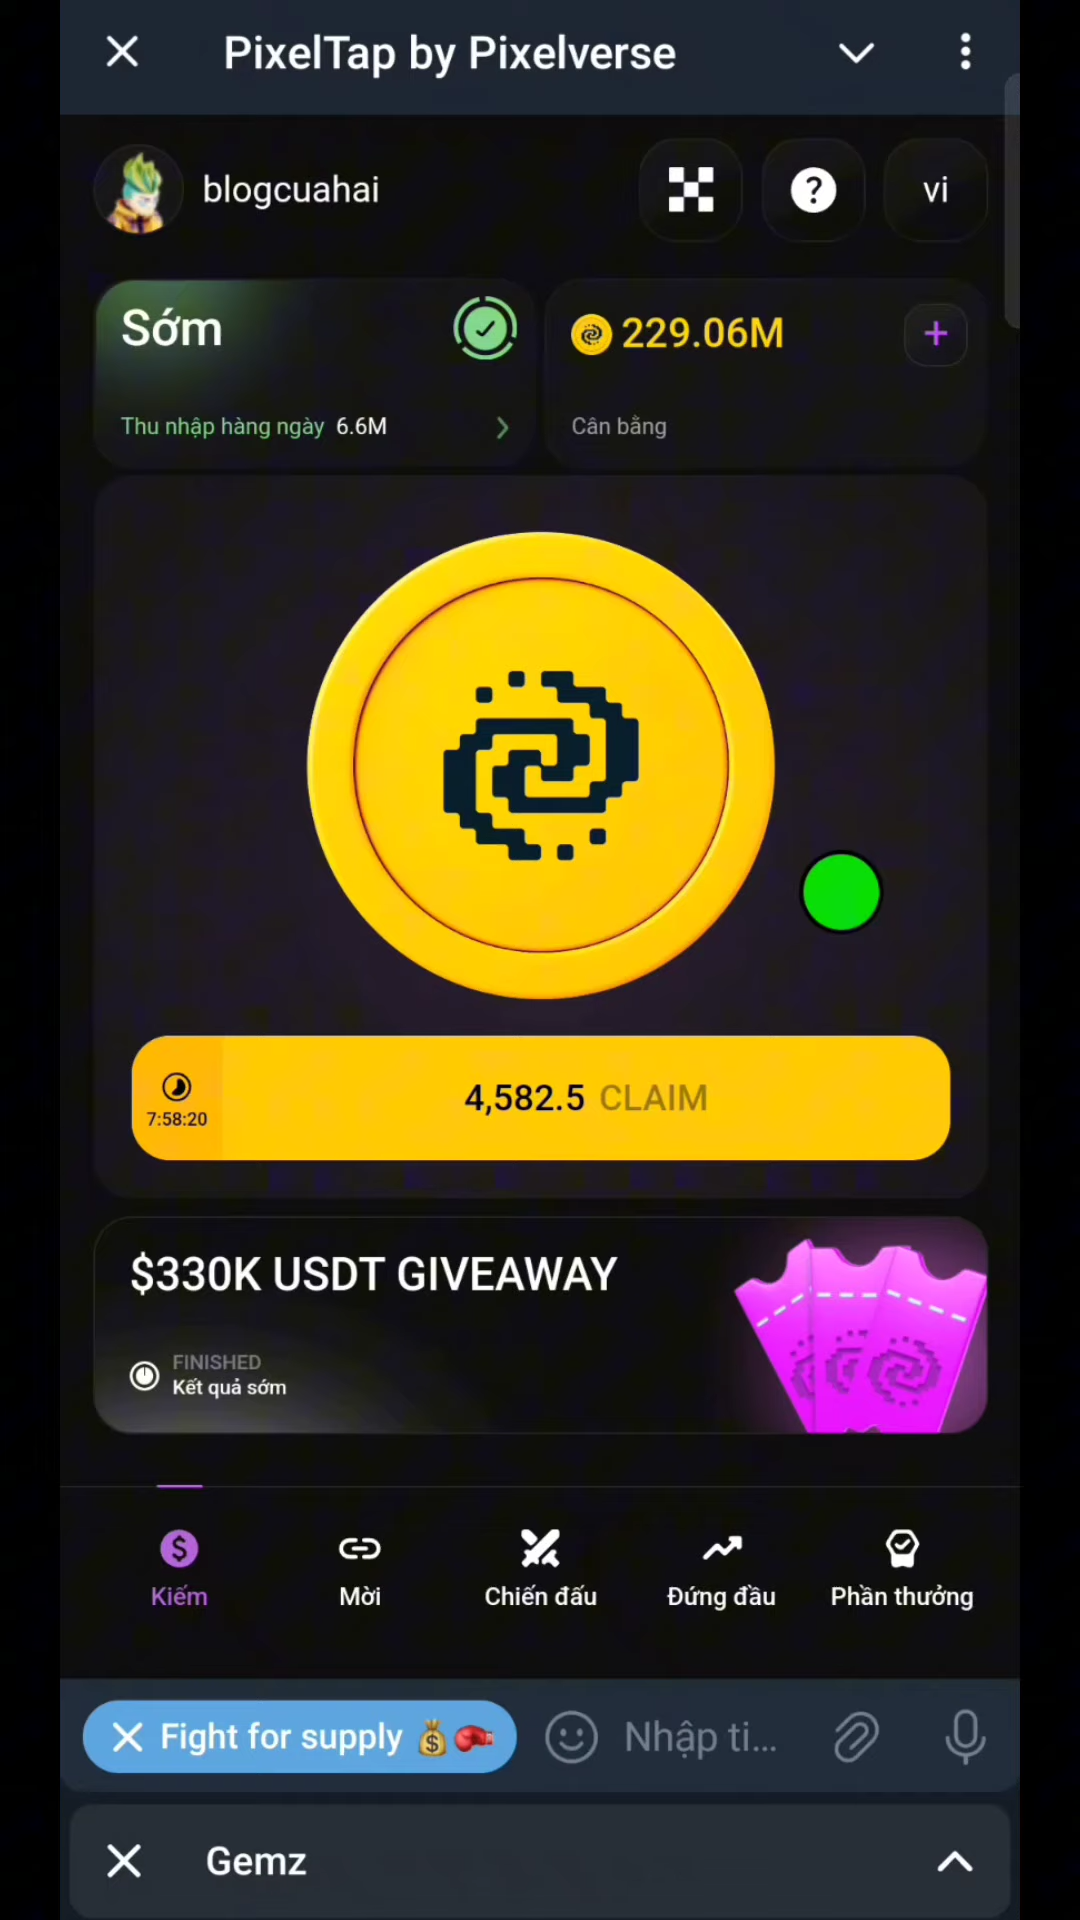 PixelTap by Pixelverse
blogcuahai
vi
Sớm
229.06M
Thu nhập hàng ngày 6.6M
Cân bằng
7:58:20
4,582.5 CLAIM
$330K USDT GIVEAWAY
FINISHED
Kết quả sớm
Kiếm
Mời
Chiến đấu
Đứng đầu
Phần thưởng
Fight for supply 💰🥊
Nhập ti...
Gemz